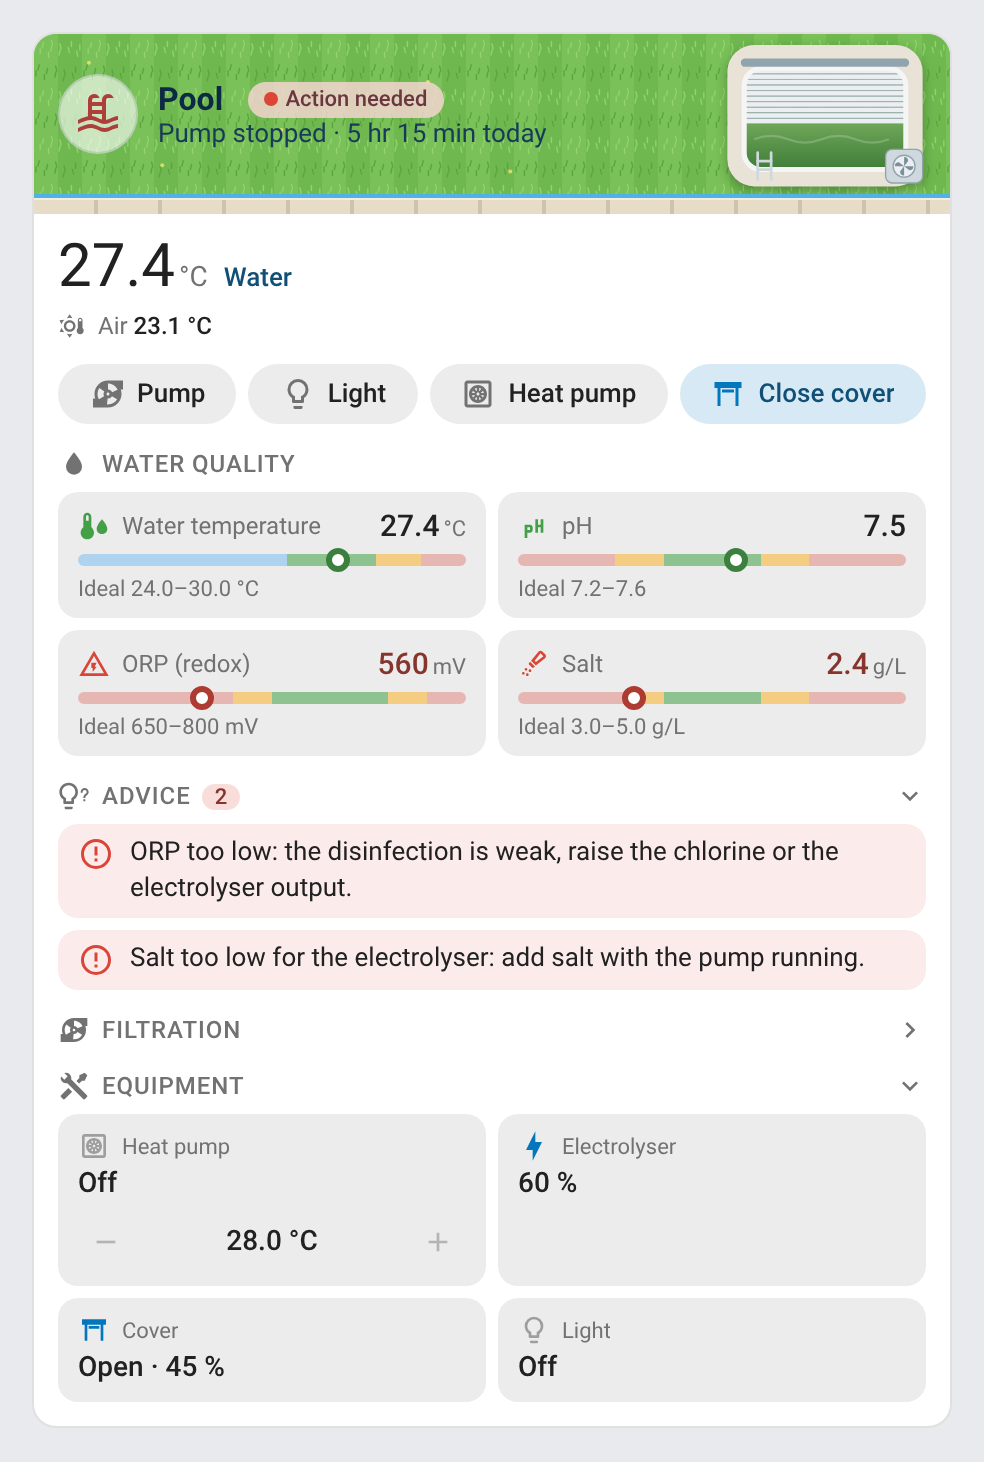 Pool
Action needed
Pump stopped · 5 hr 15 min today
27.4 °C Water
Air 23.1 °C
Pump
Light
Heat pump
Close cover
WATER QUALITY
Water temperature 27.4 °C
Ideal 24.0–30.0 °C
pH pH 7.5
Ideal 7.2–7.6
ORP (redox) 560 mV
Ideal 650–800 mV
Salt 2.4 g/L
Ideal 3.0–5.0 g/L
ADVICE 2
ORP too low: the disinfection is weak, raise the chlorine or the
electrolyser output.
Salt too low for the electrolyser: add salt with the pump running.
FILTRATION
EQUIPMENT
Heat pump
Off
− 28.0 °C +
Electrolyser
60 %
Cover
Open · 45 %
Light
Off